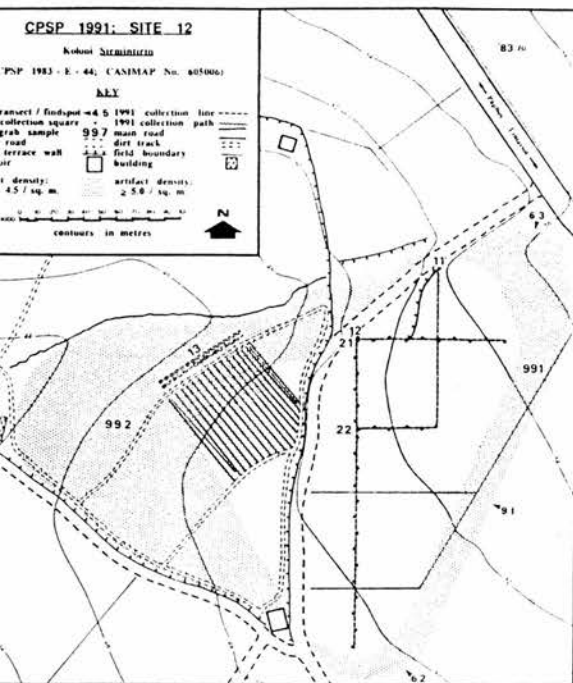 CPSP 1991: SITE 12
Koloni Sirmintirin
CPSP 1983 - E - 44; CASIMAP No. 605006)
KEY
transect / findspot 4 5 1991 collection line
collection square 1991 collection path
grab sample 997 main road
road dirt track
terrace wall field boundary
building
density: artifact density:
4.5 / sq. m. ≥ 5.0 / sq. m
contours in metres
N
83
63
11
12
21
13
991
992
22
91
62